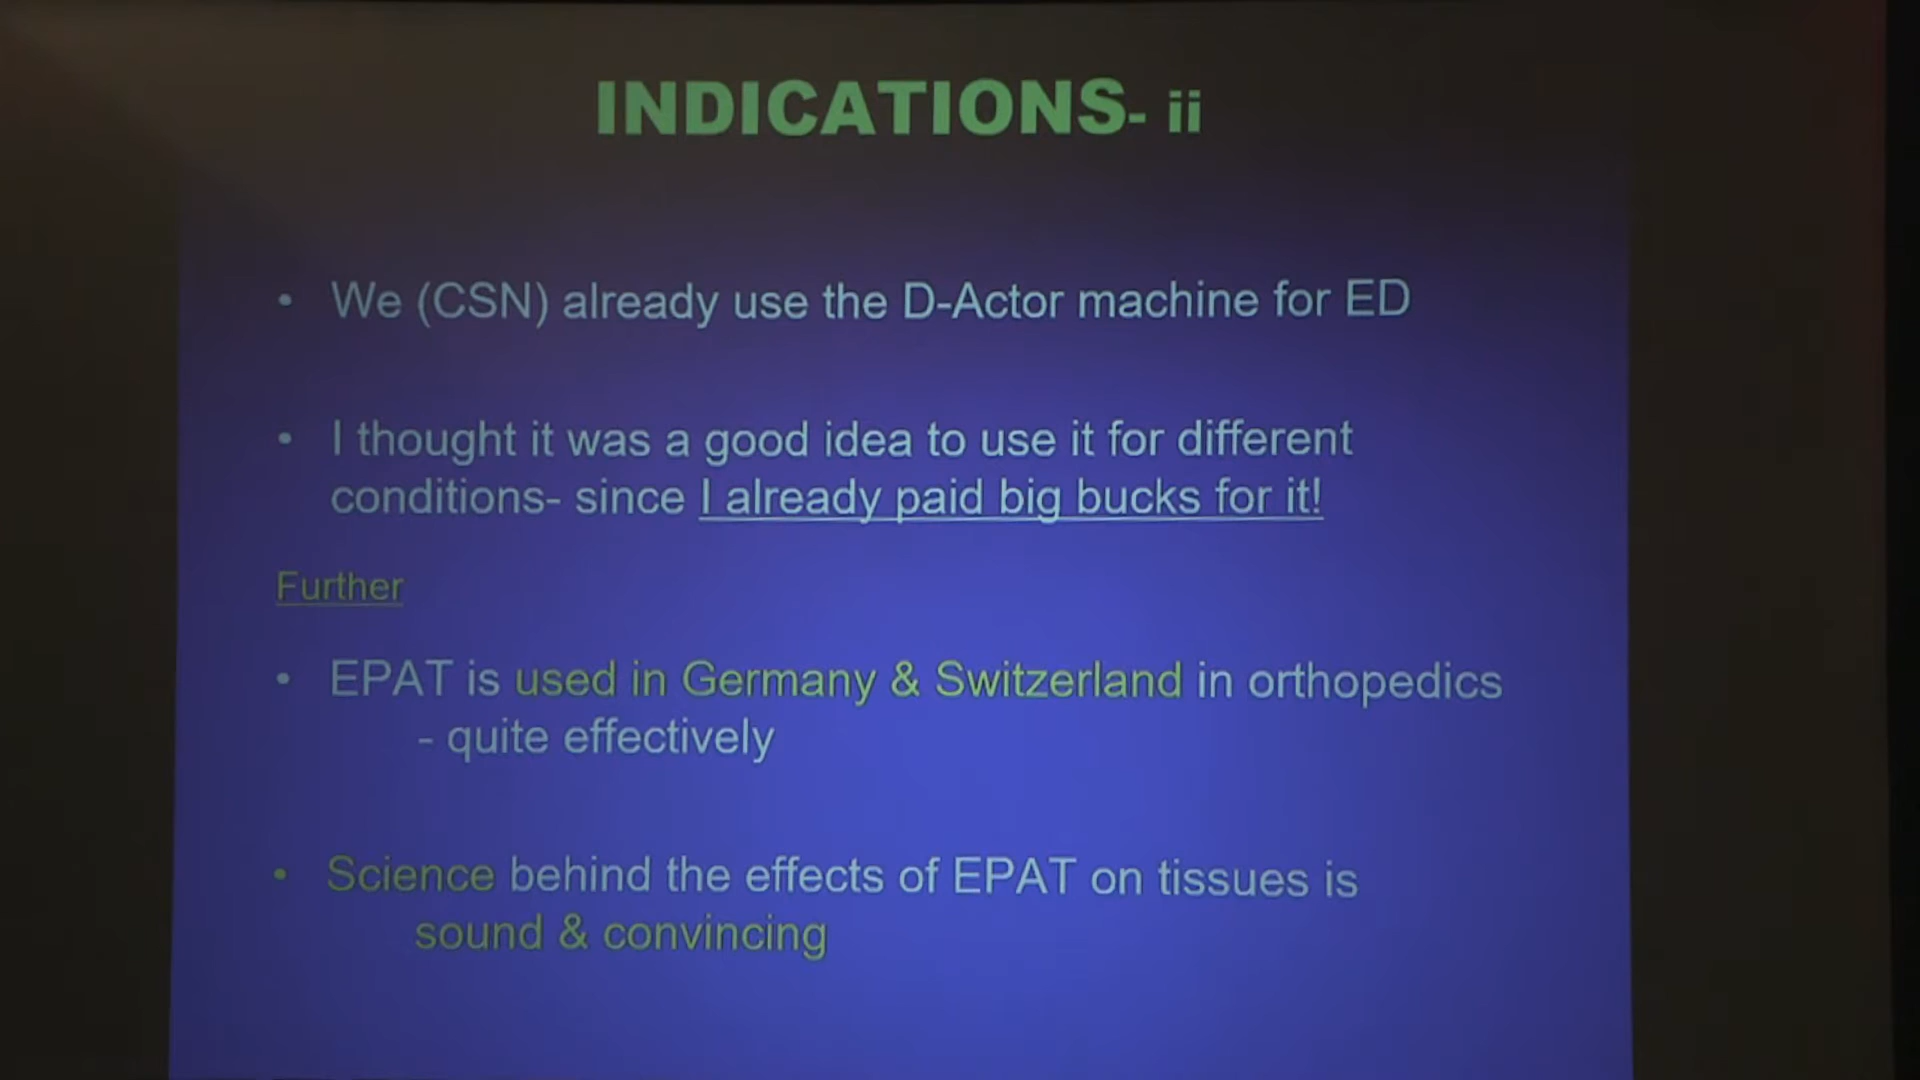 INDICATIONS- ii
• We (CSN) already use the D-Actor machine for ED
• I thought it was a good idea to use it for different
conditions- since I already paid big bucks for it!
Further
• EPAT is used in Germany & Switzerland in orthopedics
- quite effectively
• Science behind the effects of EPAT on tissues is
sound & convincing